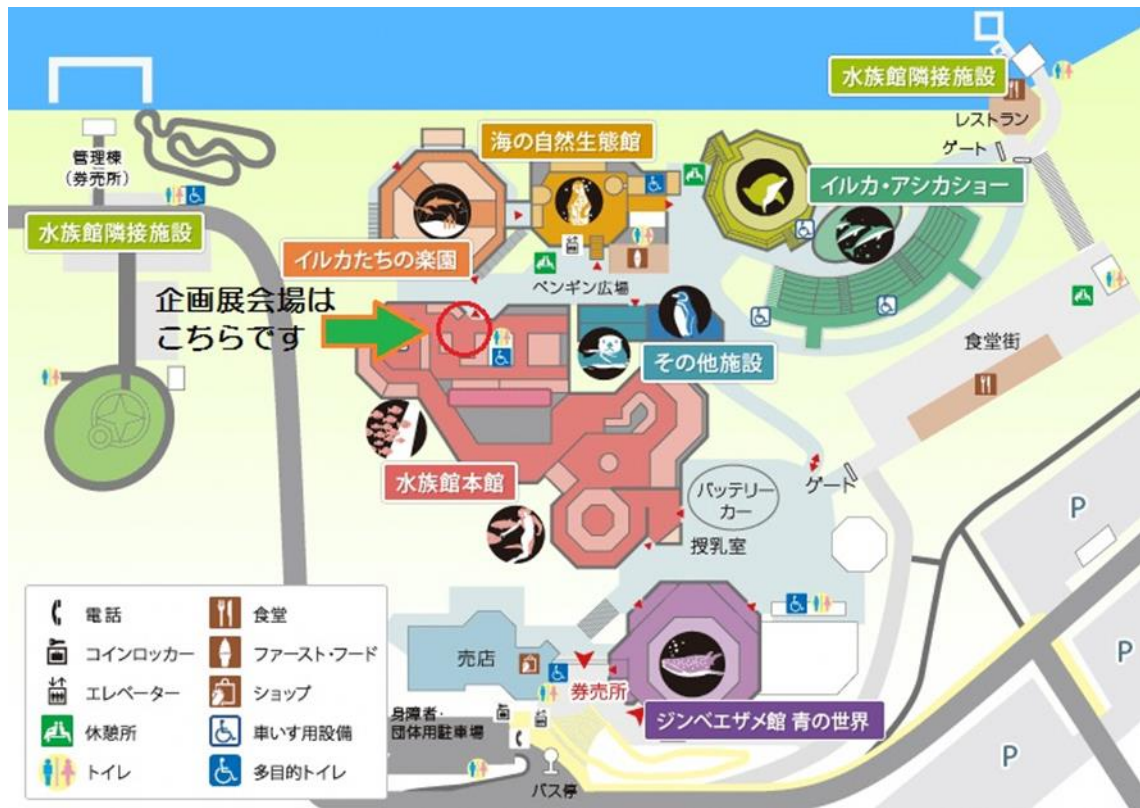 水族館隣接施設
レストラン
ゲート
海の自然生態館
管理棟
(券売所)
イルカ・アシカショー
水族館隣接施設
イルカたちの楽園
ペンギン広場
企画展会場は
こちらです
その他施設
食堂街
水族館本館
バッテリー
カー
ゲート
授乳室
P
P
P
売店
券売所
ジンベエザメ館 青の世界
身障者・
団体用駐車場
バス停
電話
食堂
コインロッカー
ファースト・フード
エレベーター
ショップ
休憩所
車いす用設備
トイレ
多目的トイレ